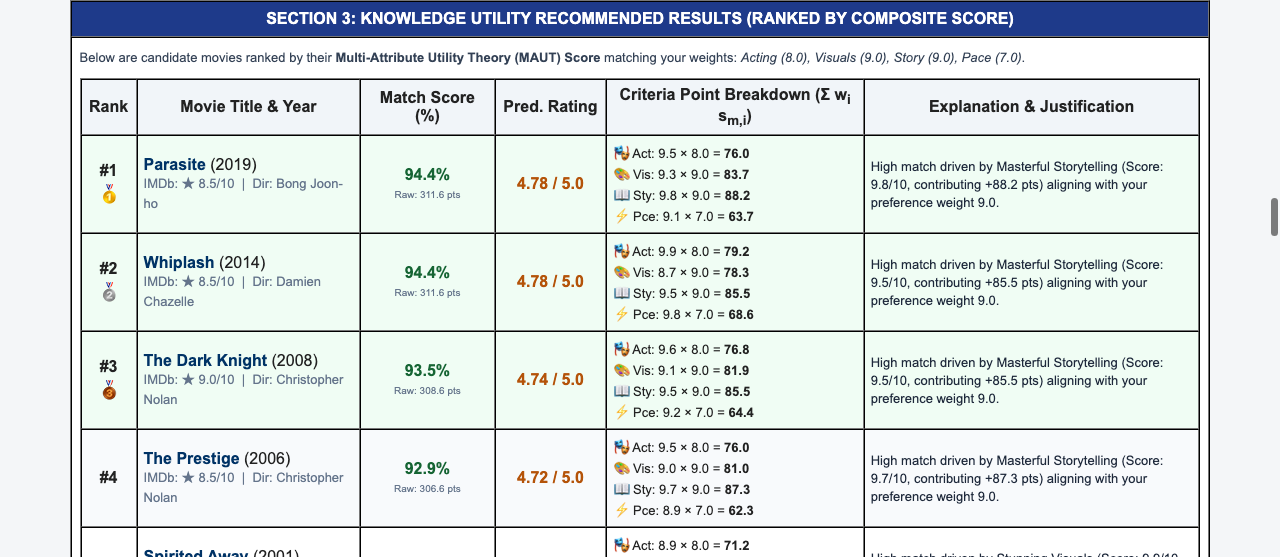 SECTION 3: KNOWLEDGE UTILITY RECOMMENDED RESULTS (RANKED BY COMPOSITE SCORE)
Below are candidate movies ranked by their Multi-Attribute Utility Theory (MAUT) Score matching your weights: Acting (8.0), Visuals (9.0), Story (9.0), Pace (7.0).
Rank
Movie Title & Year
Match Score
(%)
Pred. Rating
Criteria Point Breakdown (Σ wi
sm,i)
Explanation & Justification
#1
1
Parasite (2019)
IMDb: ★ 8.5/10 | Dir: Bong Joon-
ho
94.4%
Raw: 311.6 pts
4.78 / 5.0
Act: 9.5 × 8.0 = 76.0
Vis: 9.3 × 9.0 = 83.7
Sty: 9.8 × 9.0 = 88.2
Pce: 9.1 × 7.0 = 63.7
High match driven by Masterful Storytelling (Score:
9.8/10, contributing +88.2 pts) aligning with your
preference weight 9.0.
#2
2
Whiplash (2014)
IMDb: ★ 8.5/10 | Dir: Damien
Chazelle
94.4%
Raw: 311.6 pts
4.78 / 5.0
Act: 9.9 × 8.0 = 79.2
Vis: 8.7 × 9.0 = 78.3
Sty: 9.5 × 9.0 = 85.5
Pce: 9.8 × 7.0 = 68.6
High match driven by Masterful Storytelling (Score:
9.5/10, contributing +85.5 pts) aligning with your
preference weight 9.0.
#3
3
The Dark Knight (2008)
IMDb: ★ 9.0/10 | Dir: Christopher
Nolan
93.5%
Raw: 308.6 pts
4.74 / 5.0
Act: 9.6 × 8.0 = 76.8
Vis: 9.1 × 9.0 = 81.9
Sty: 9.5 × 9.0 = 85.5
Pce: 9.2 × 7.0 = 64.4
High match driven by Masterful Storytelling (Score:
9.5/10, contributing +85.5 pts) aligning with your
preference weight 9.0.
#4
The Prestige (2006)
IMDb: ★ 8.5/10 | Dir: Christopher
Nolan
92.9%
Raw: 306.6 pts
4.72 / 5.0
Act: 9.5 × 8.0 = 76.0
Vis: 9.0 × 9.0 = 81.0
Sty: 9.7 × 9.0 = 87.3
Pce: 8.9 × 7.0 = 62.3
High match driven by Masterful Storytelling (Score:
9.7/10, contributing +87.3 pts) aligning with your
preference weight 9.0.
Spirited Away (2001)
Act: 8.9 × 8.0 = 71.2
High match driven by Stunning Visuals (Score: 9.9/10,